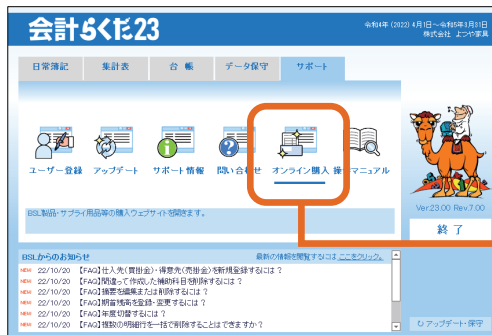 会計らくだ23
令和4年 (2022) 4月1日～令和5年3月31日
株式会社 よつや家具
日常簿記 集計表 台 帳 データ保守 サポート
ユーザー登録 アップデート サポート情報 問い合わせ オンライン購入 操 マニュアル
BSL製品・サプライ用品等の購入ウェブサイトを開きます。
Ver.23.00 Rev.7.00
終 了
BSLからのお知らせ 最新の情報を閲覧するには ここをクリック。
NEW 22/10/20 【FAQ】仕入先(買掛金)・得意先(売掛金)を新規登録するには？
NEW 22/10/20 【FAQ】間違って作成した補助科目を削除するには？
NEW 22/10/20 【FAQ】摘要を編集または削除するには？
NEW 22/10/20 【FAQ】期首残高を登録・変更するには？
NEW 22/10/20 【FAQ】年度切替するには？
NEW 22/10/20 【FAQ】複数の明細行を一括で削除することはできますか？
アップデート・保守